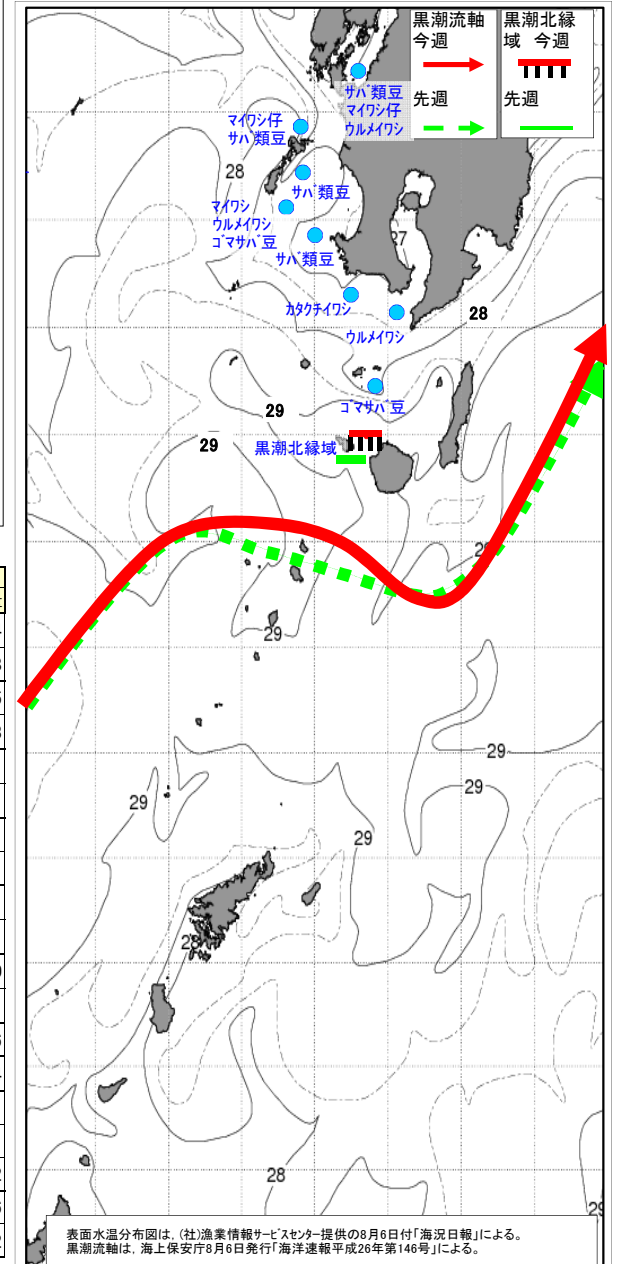 黒潮流軸
今週
先週
黒潮北縁
域 今週
先週
サバ類豆
マイワシ仔
ウルメイワシ
マイワシ仔
サバ類豆
28
サバ類豆
マイワシ
ウルメイワシ
ゴマサバ豆
サバ類豆
27
カタクチイワシ
ウルメイワシ
28
ゴマサバ豆
29
29
黒潮北縁域
29
29
29
29
29
28
28
表面水温分布図は,(社)漁業情報サービスセンター提供の8月6日付「海況日報」による。
黒潮流軸は,海上保安庁8月6日発行「海洋速報平成26年第146号」による。